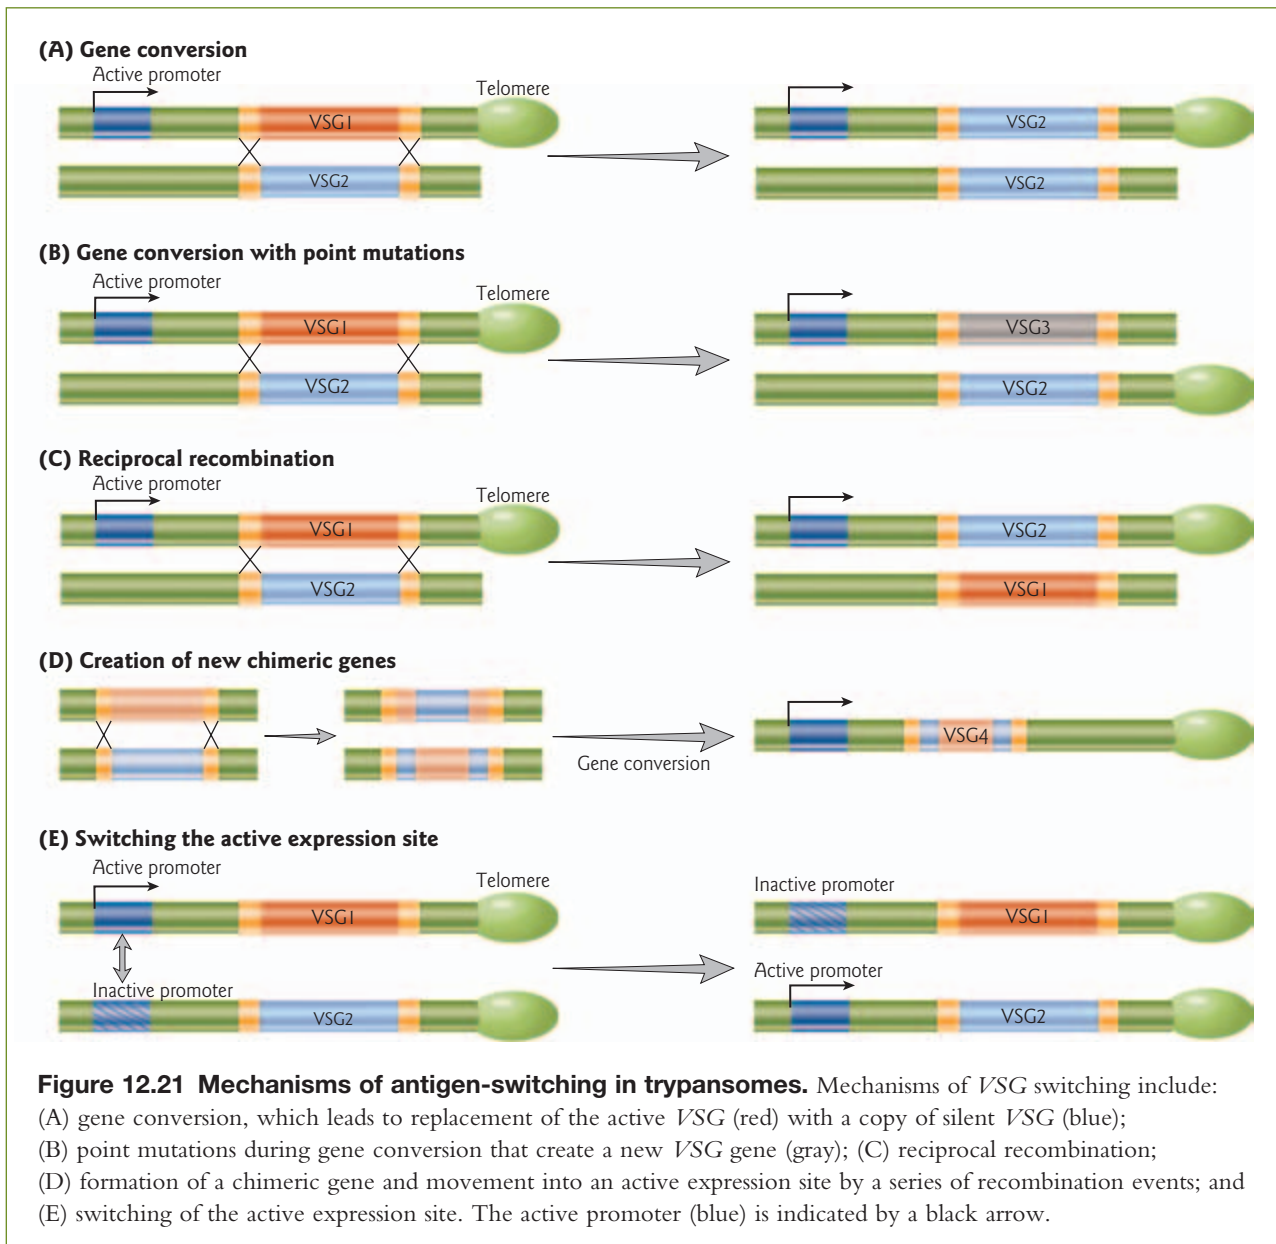 (A) Gene conversion
Active promoter
Telomere
VSG1
VSG2
VSG2
VSG2
(B) Gene conversion with point mutations
Active promoter
Telomere
VSG1
VSG3
VSG2
VSG2
(C) Reciprocal recombination
Active promoter
Telomere
VSG1
VSG2
VSG2
VSG1
(D) Creation of new chimeric genes
VSG4
Gene conversion
(E) Switching the active expression site
Active promoter
Telomere
Inactive promoter
VSG1
VSG1
Inactive promoter
Active promoter
VSG2
VSG2
Figure 12.21 Mechanisms of antigen-switching in trypansomes. Mechanisms of VSG switching include:
(A) gene conversion, which leads to replacement of the active VSG (red) with a copy of silent VSG (blue);
(B) point mutations during gene conversion that create a new VSG gene (gray); (C) reciprocal recombination;
(D) formation of a chimeric gene and movement into an active expression site by a series of recombination events; and
(E) switching of the active expression site. The active promoter (blue) is indicated by a black arrow.